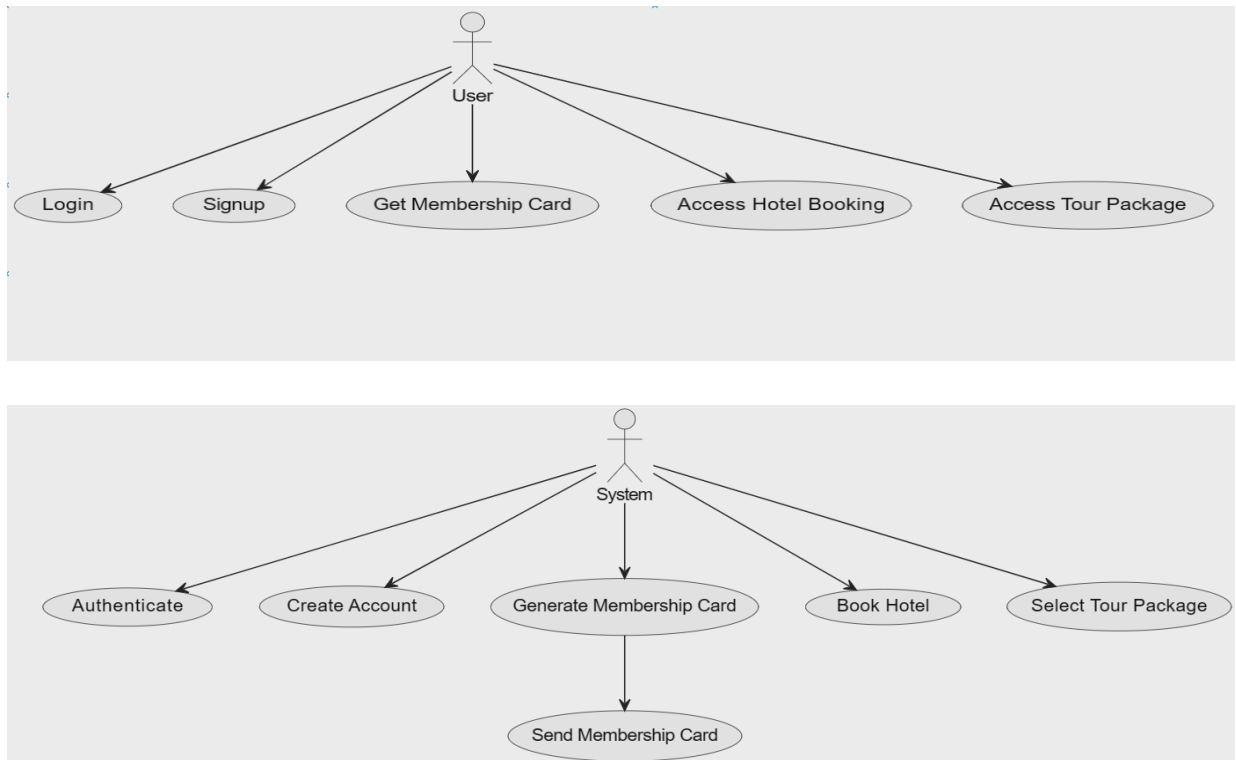 User
Login
Signup
Get Membership Card
Access Hotel Booking
Access Tour Package
System
Authenticate
Create Account
Generate Membership Card
Book Hotel
Select Tour Package
Send Membership Card